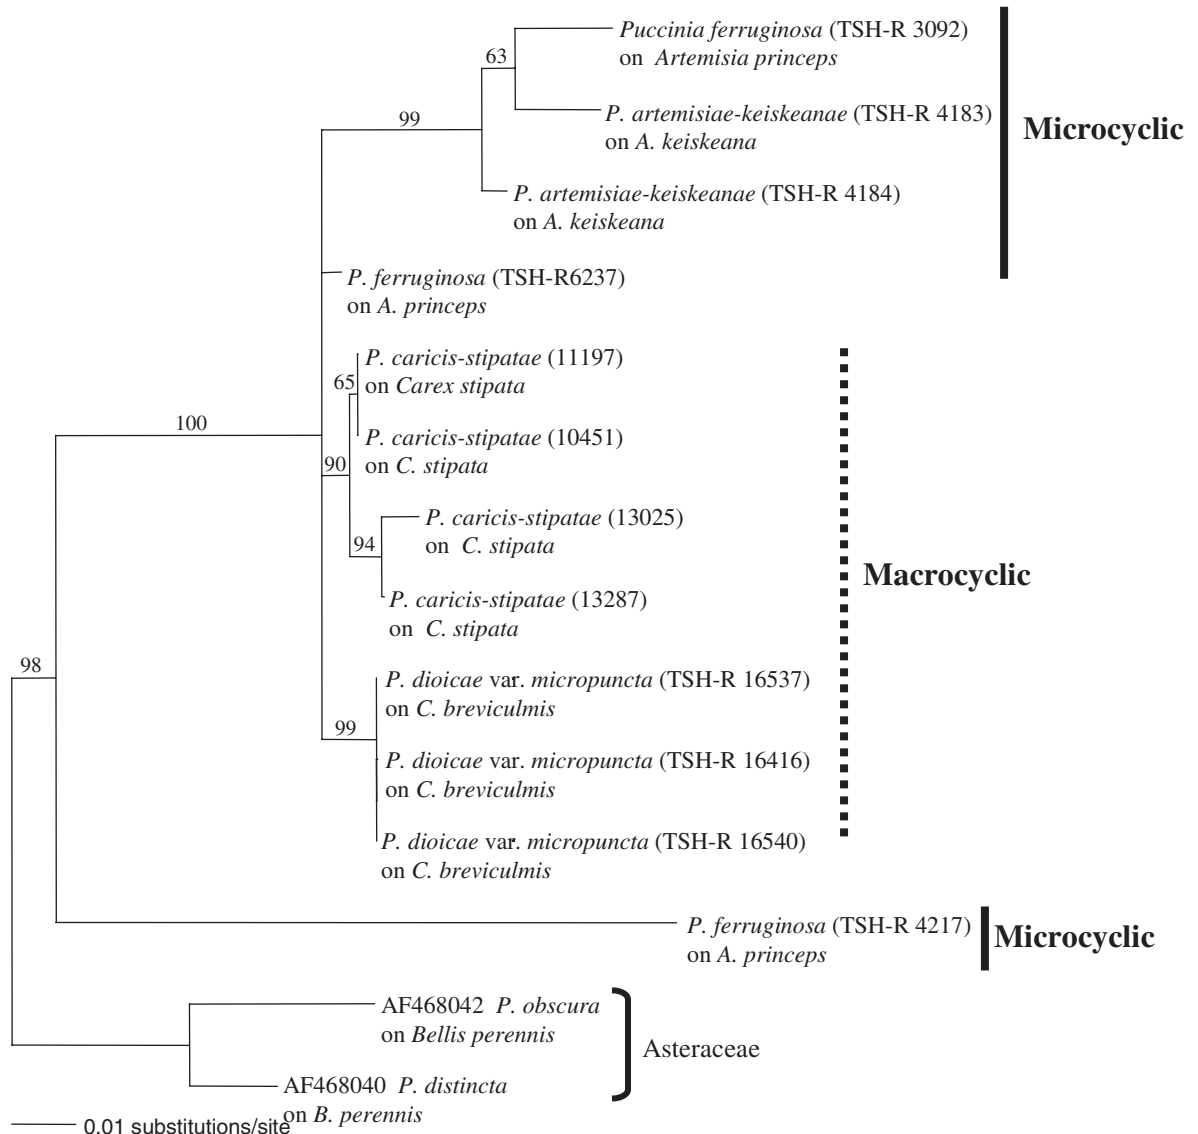 Puccinia ferruginosa (TSH-R 3092)
on Artemisia princeps
63
P. artemisiae-keiskeanae (TSH-R 4183)
on A. keiskeana
99
Microcyclic
P. artemisiae-keiskeanae (TSH-R 4184)
on A. keiskeana
P. ferruginosa (TSH-R6237)
on A. princeps
P. caricis-stipatae (11197)
on Carex stipata
65
P. caricis-stipatae (10451)
on C. stipata
100
90
P. caricis-stipatae (13025)
on C. stipata
94
P. caricis-stipatae (13287)
on C. stipata
Macrocyclic
98
P. dioicae var. micropuncta (TSH-R 16537)
on C. breviculmis
99
P. dioicae var. micropuncta (TSH-R 16416)
on C. breviculmis
P. dioicae var. micropuncta (TSH-R 16540)
on C. breviculmis
P. ferruginosa (TSH-R 4217)
on A. princeps
Microcyclic
AF468042 P. obscura
on Bellis perennis
Asteraceae
AF468040 P. distincta
on B. perennis
0.01 substitutions/site